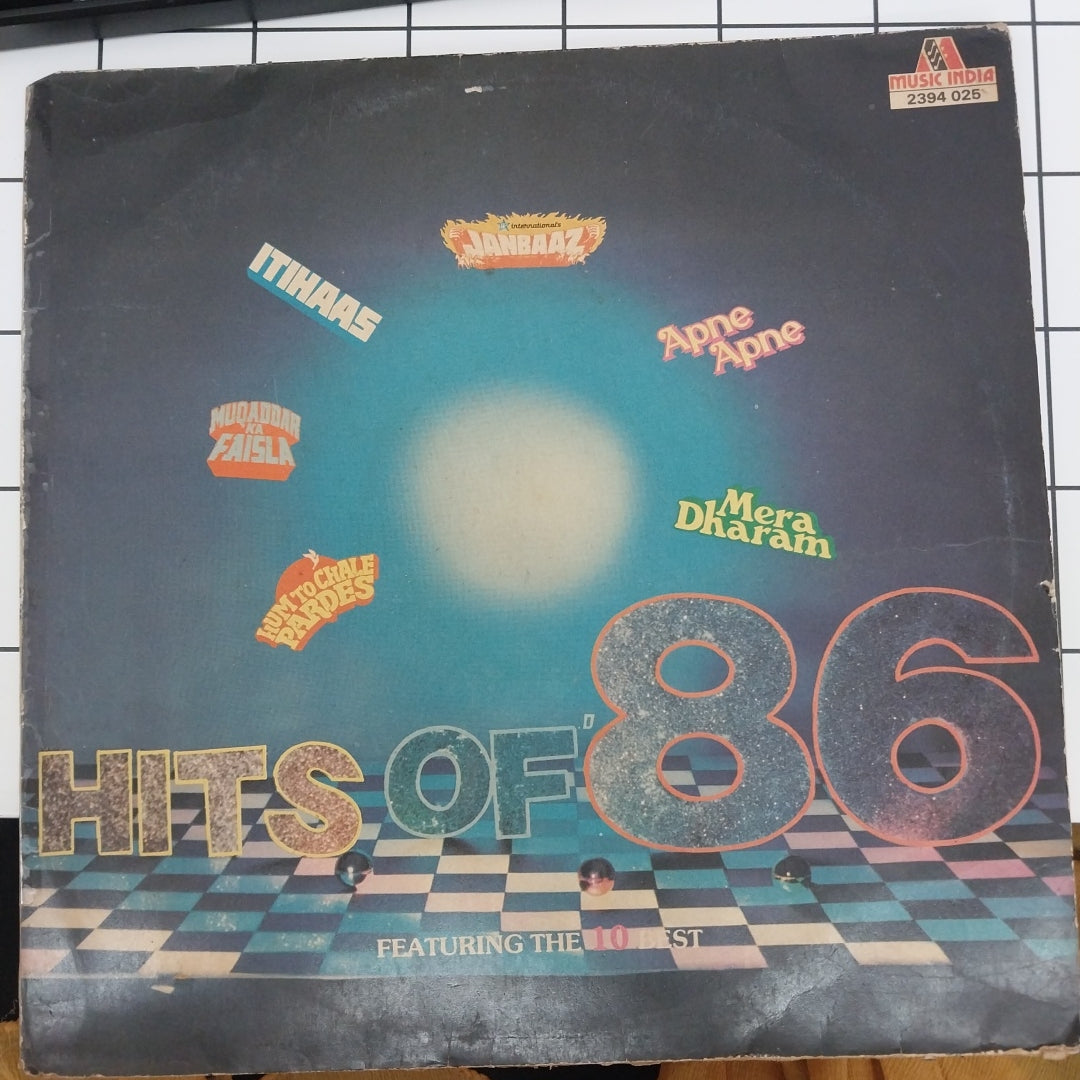 MUSIC INDIA
2394 025
International's
JANBAAZ
ITIHAAS
Apne
Apne
MUQADDAR
KA
FAISLA
Mera
Dharam
HUM TO CHALE
PARDES
HITS OF '86
FEATURING THE 10 BEST